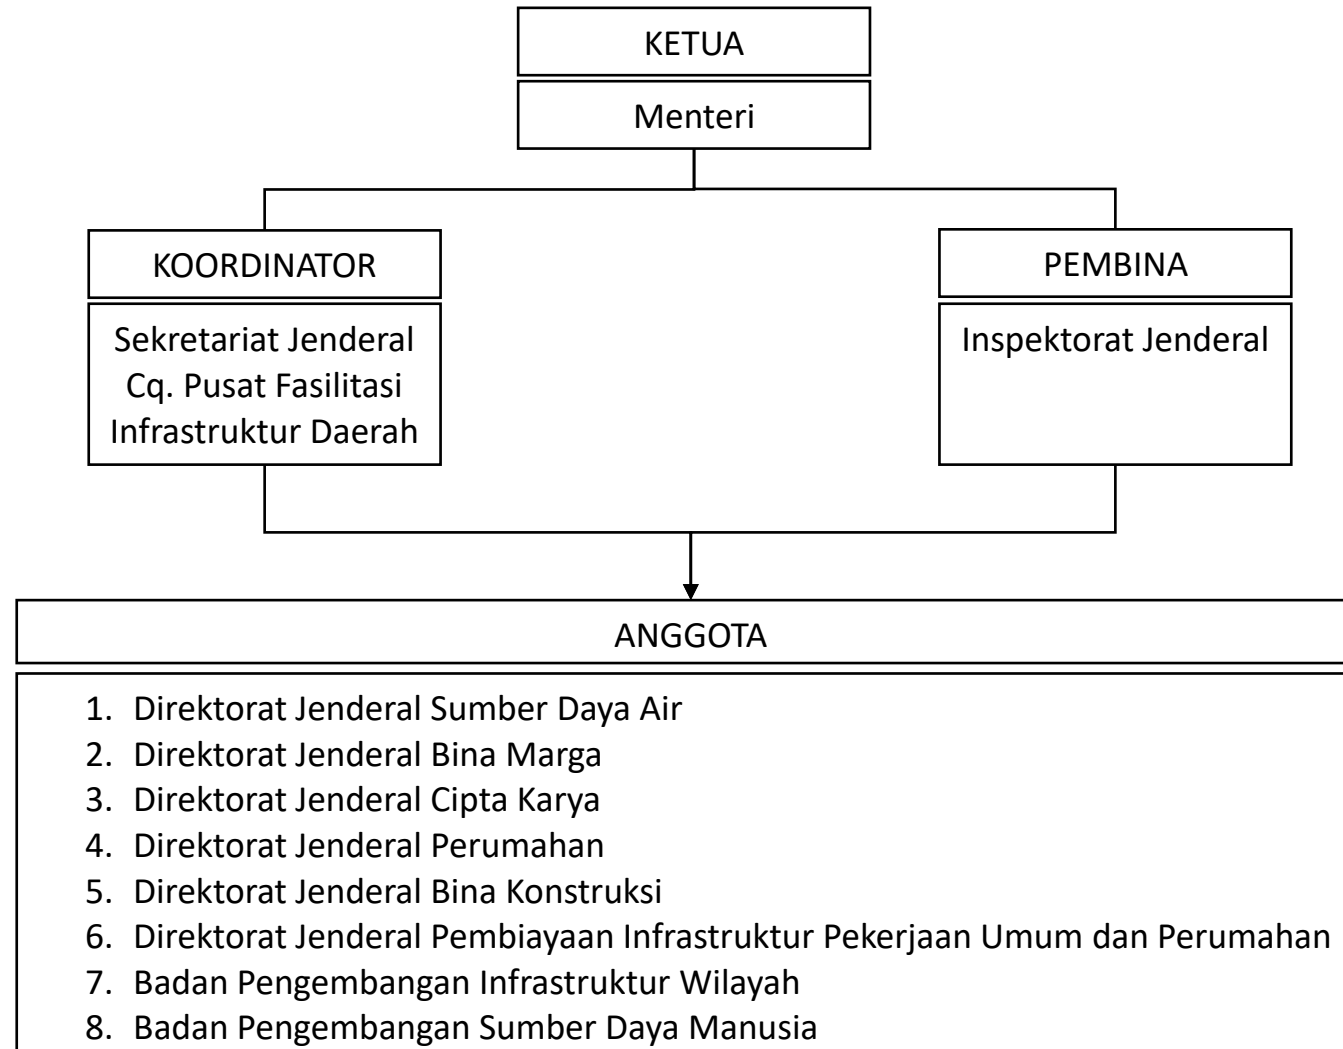 KETUA
Menteri
KOORDINATOR
Sekretariat Jenderal
Cq. Pusat Fasilitasi
Infrastruktur Daerah
PEMBINA
Inspektorat Jenderal
ANGGOTA
1. Direktorat Jenderal Sumber Daya Air
2. Direktorat Jenderal Bina Marga
3. Direktorat Jenderal Cipta Karya
4. Direktorat Jenderal Perumahan
5. Direktorat Jenderal Bina Konstruksi
6. Direktorat Jenderal Pembiayaan Infrastruktur Pekerjaan Umum dan Perumahan
7. Badan Pengembangan Infrastruktur Wilayah
8. Badan Pengembangan Sumber Daya Manusia